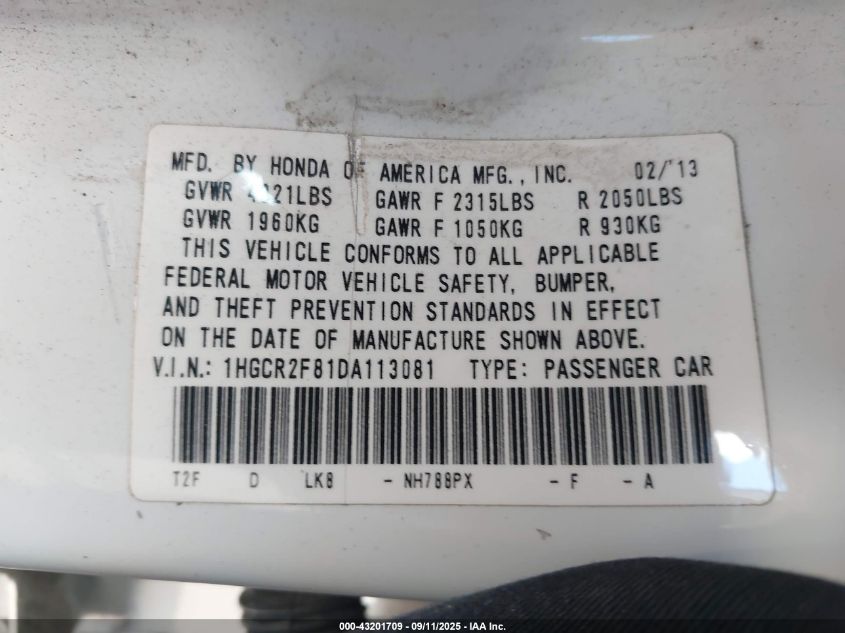 MFD. BY HONDA OF AMERICA MFG., INC. 02/'13
GVWR 4321LBS GAWR F 2315LBS R 2050LBS
GVWR 1960KG GAWR F 1050KG R 930KG
THIS VEHICLE CONFORMS TO ALL APPLICABLE
FEDERAL MOTOR VEHICLE SAFETY, BUMPER,
AND THEFT PREVENTION STANDARDS IN EFFECT
ON THE DATE OF MANUFACTURE SHOWN ABOVE.
V.I.N.: 1HGCR2F81DA113081 TYPE: PASSENGER CAR
T2F D LK8 - NH788PX - F - A
000-43201709 - 09/11/2025 - IAA Inc.